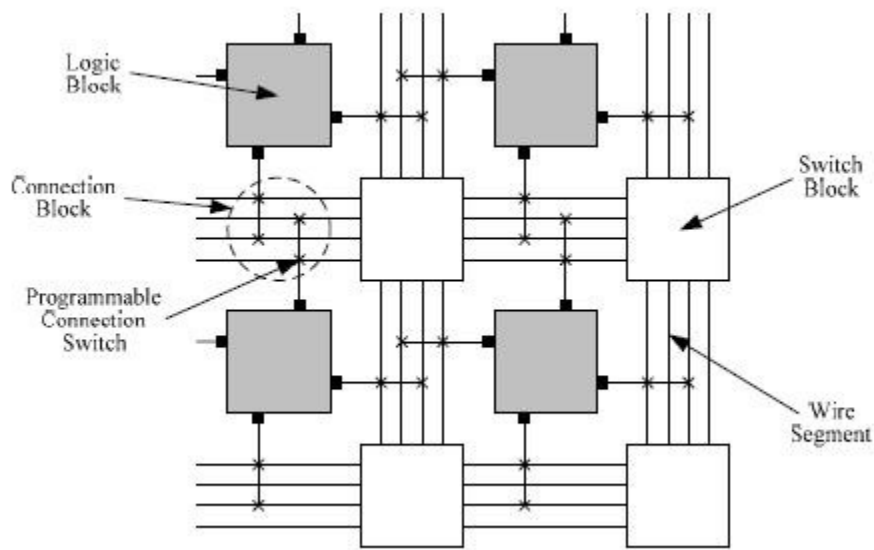 Logic
Block
Connection
Block
Programmable
Connection
Switch
Switch
Block
Wire
Segment